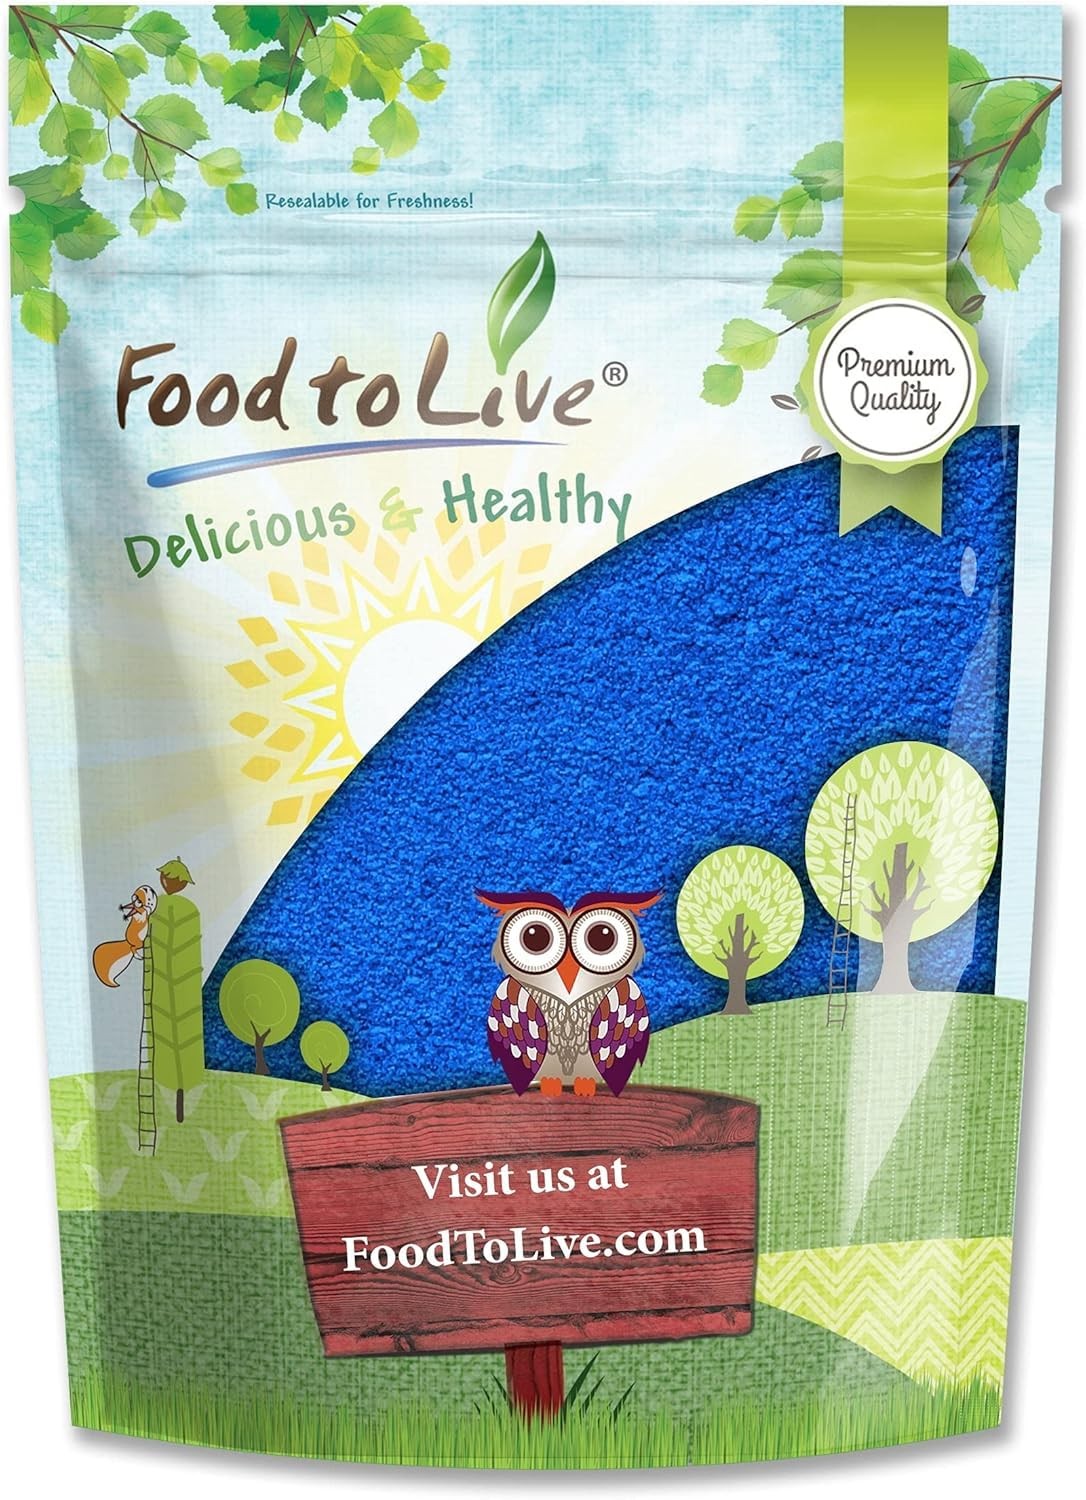 Resealable for Freshness!
Food to Live®
Delicious & Healthy
Premium
Quality
Visit us at
FoodToLive.com